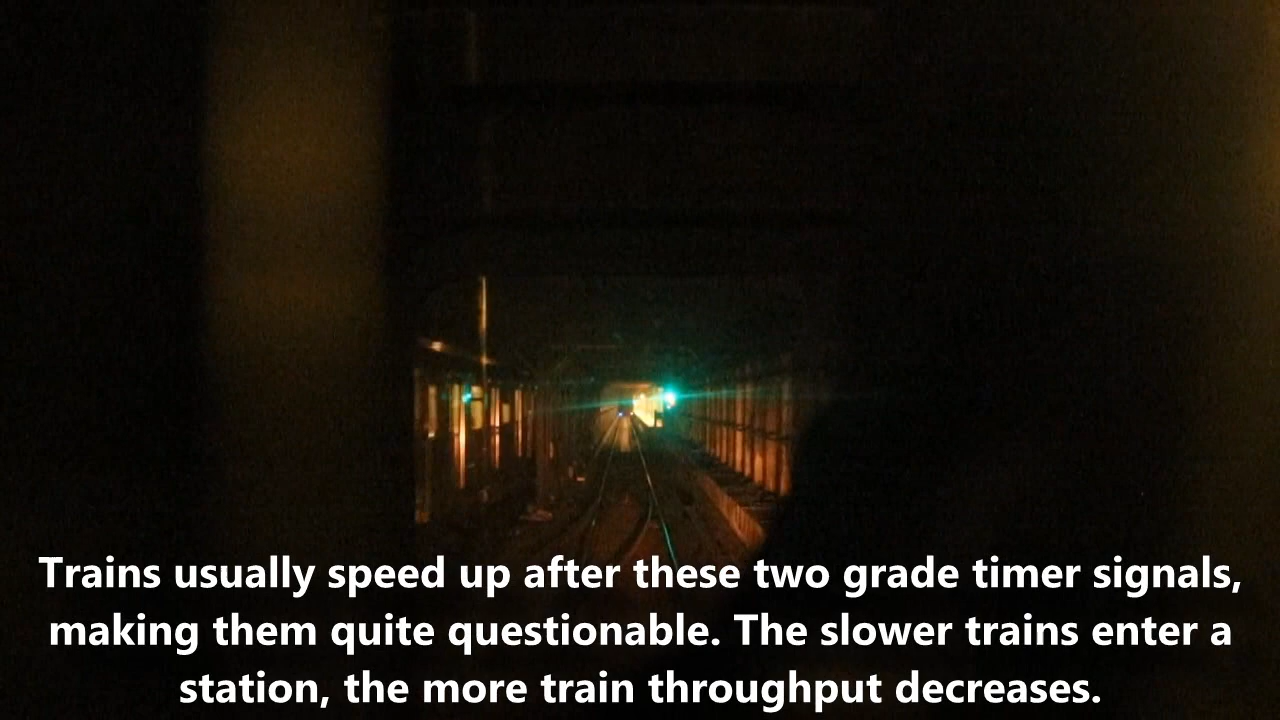 Trains usually speed up after these two grade timer signals,
making them quite questionable. The slower trains enter a
station, the more train throughput decreases.